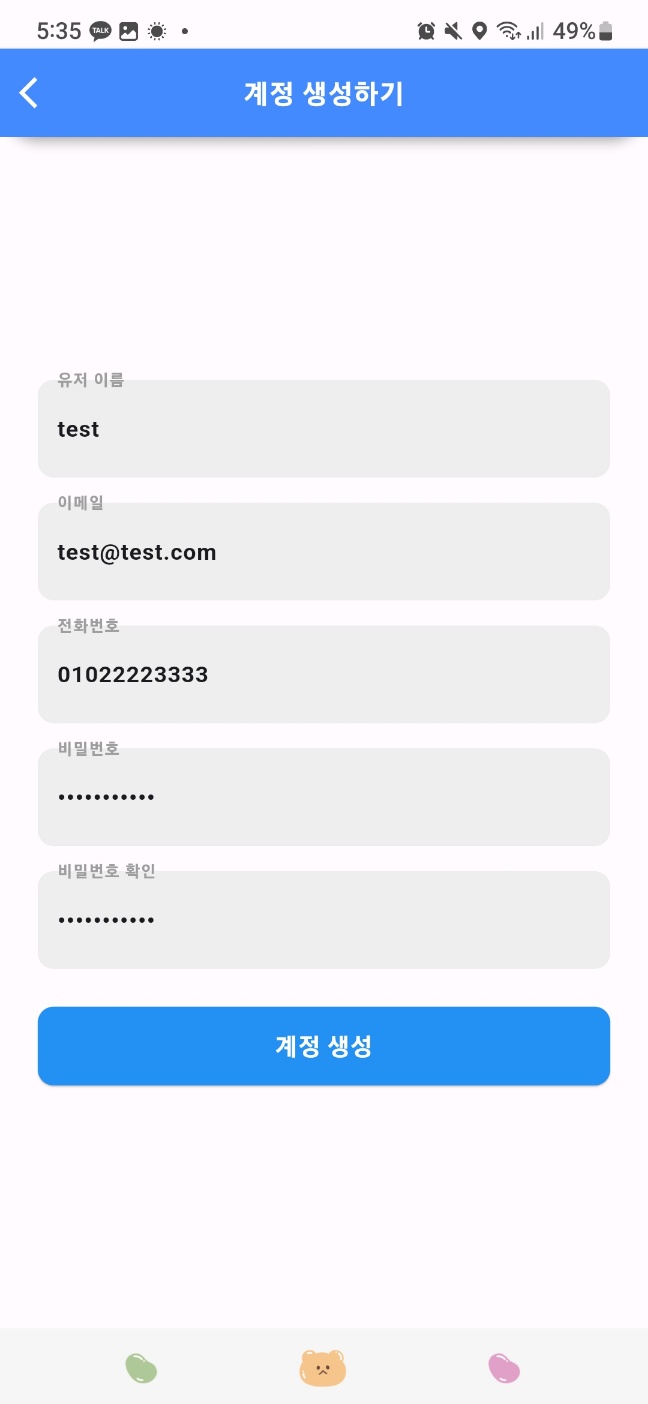 5:35 TALK 49%
계정 생성하기
유저 이름
test
이메일
test@test.com
전화번호
01022223333
비밀번호
•••••••••••
비밀번호 확인
•••••••••••
계정 생성